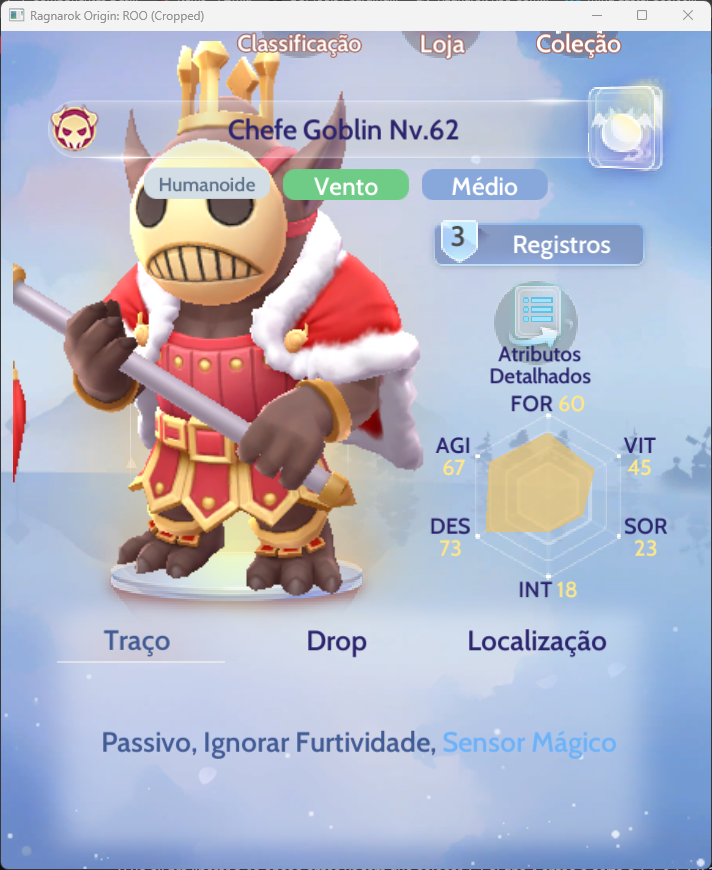 Ragnarok Origin: ROO (Cropped)
Classificação
Loja
Coleção
Chefe Goblin Nv.62
Humanoide
Vento
Médio
3
Registros
Atributos
Detalhados
FOR 60
AGI
67
VIT
45
DES
73
SOR
23
INT 18
Traço
Drop
Localização
Passivo, Ignorar Furtividade, Sensor Mágico